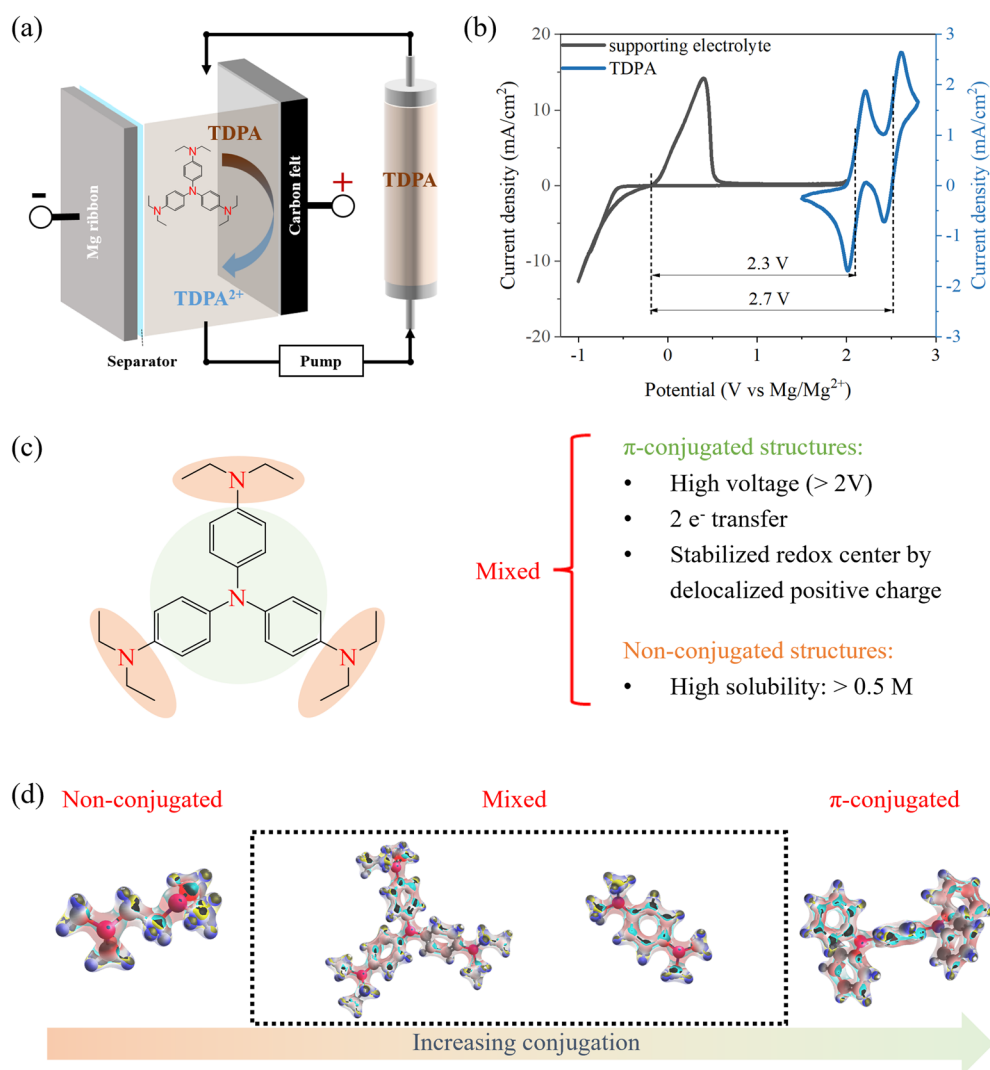 (a)
TDPA
N
N
N
N
TDPA²⁺
Mg ribbon
Carbon felt
-
+
TDPA
Separator
Pump
(b)
supporting electrolyte
TDPA
Current density (mA/cm²)
20
10
0
-10
-20
3
2
1
0
-1
-2
-3
Current density (mA/cm²)
2.3 V
2.7 V
-1 0 1 2 3
Potential (V vs Mg/Mg²⁺)
(c)
N
N
N
N
Mixed
π-conjugated structures:
• High voltage (> 2V)
• 2 e⁻ transfer
• Stabilized redox center by
delocalized positive charge
Non-conjugated structures:
• High solubility: > 0.5 M
(d)
Non-conjugated
Mixed
π-conjugated
Increasing conjugation